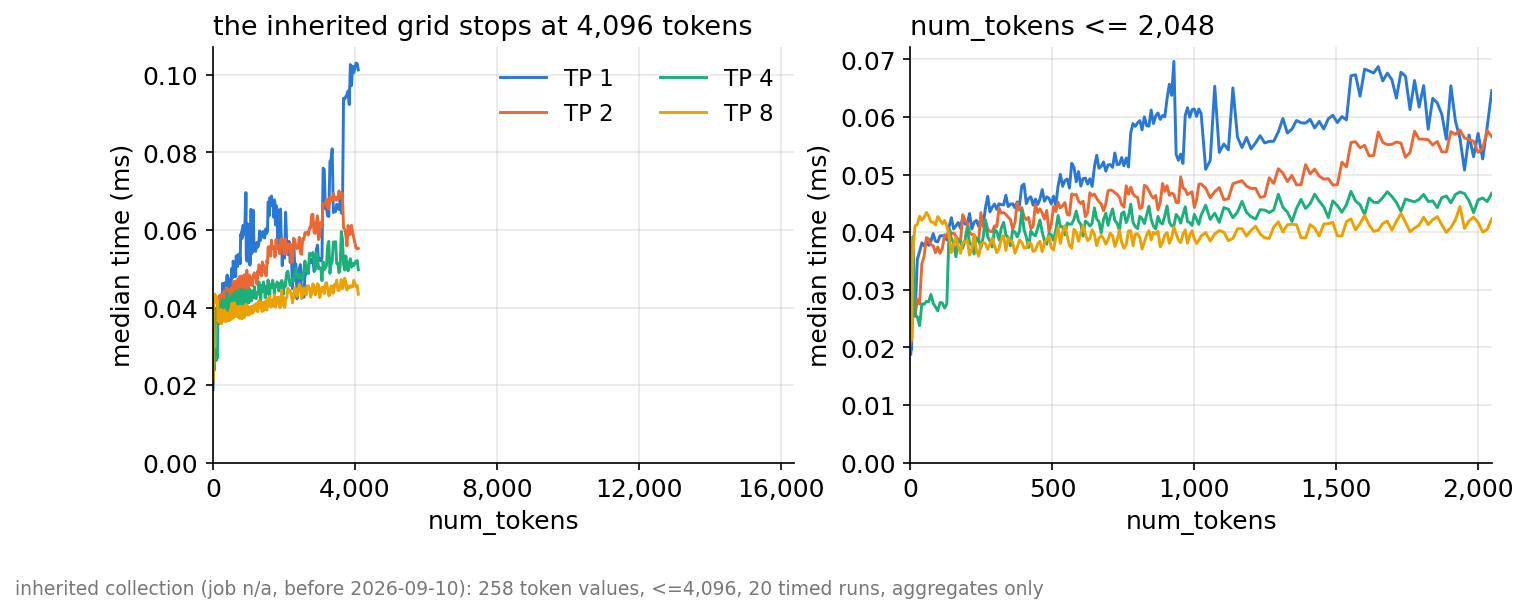 the inherited grid stops at 4,096 tokens
num_tokens <= 2,048
TP 1
TP 2
TP 4
TP 8
median time (ms)
0.10
0.08
0.06
0.04
0.02
0.00
0
4,000
8,000
12,000
16,000
num_tokens
median time (ms)
0.07
0.06
0.05
0.04
0.03
0.02
0.01
0.00
0
500
1,000
1,500
2,000
num_tokens
inherited collection (job n/a, before 2026-09-10): 258 token values, <=4,096, 20 timed runs, aggregates only